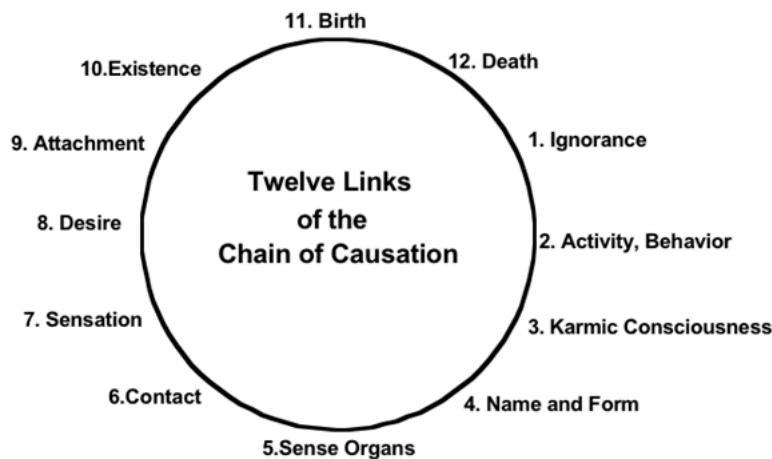 11. Birth
12. Death
10.Existence
1. Ignorance
9. Attachment
Twelve Links
of the
Chain of Causation
8. Desire
2. Activity, Behavior
7. Sensation
3. Karmic Consciousness
6.Contact
4. Name and Form
5.Sense Organs